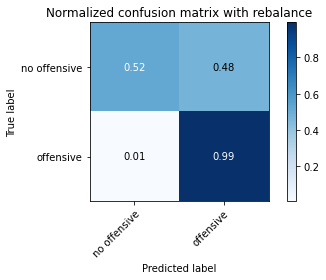 Normalized confusion matrix with rebalance
True label
no offensive
offensive
0.52 0.48
0.01 0.99
no offensive
offensive
Predicted label
0.8
0.6
0.4
0.2